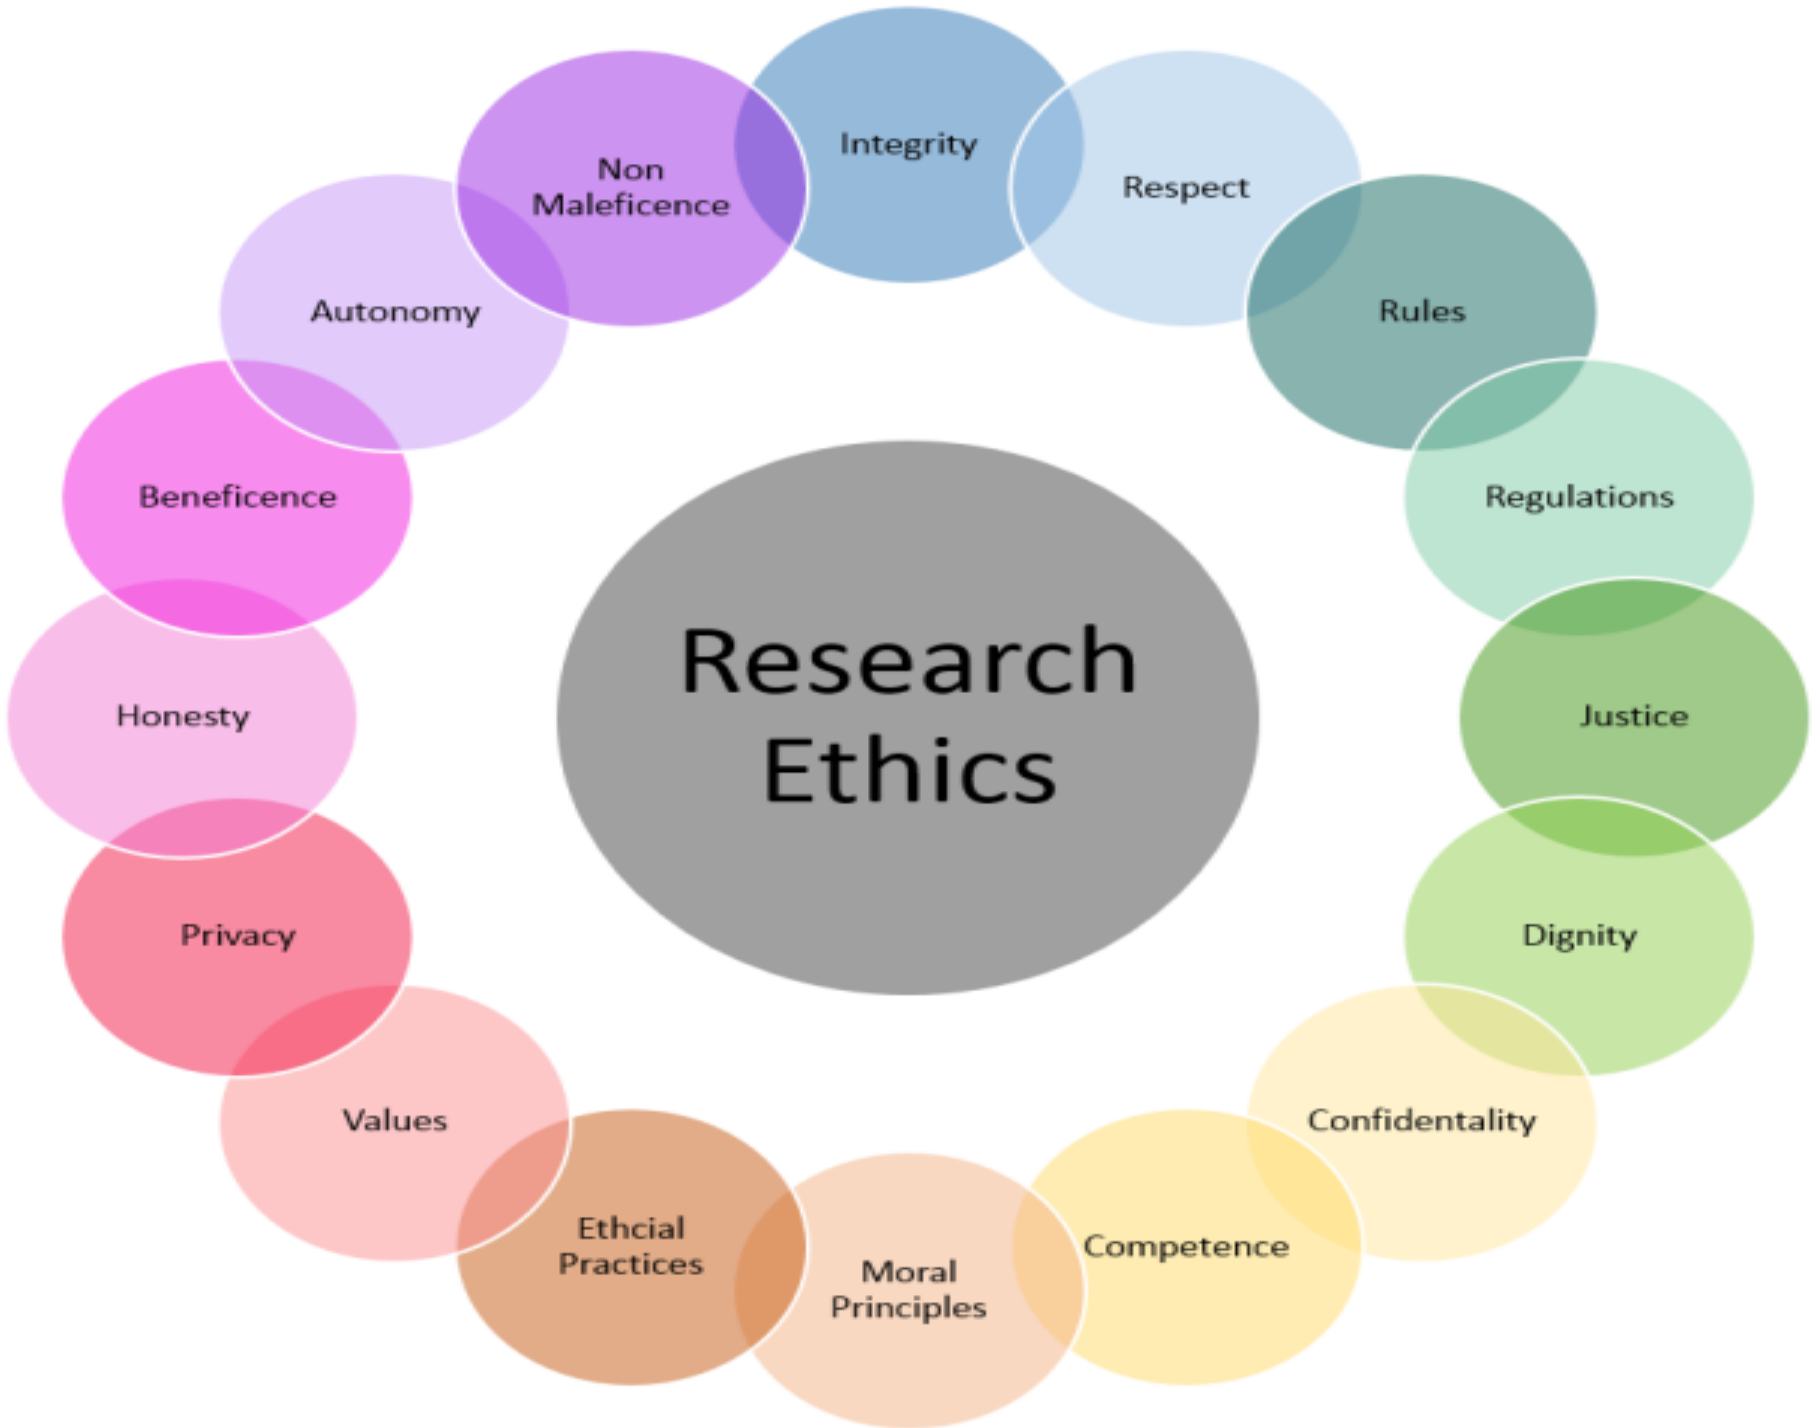 Integrity
Respect
Rules
Regulations
Justice
Dignity
Confidentality
Competence
Moral
Principles
Ethcial
Practices
Values
Privacy
Honesty
Beneficence
Autonomy
Non
Maleficence
Research
Ethics